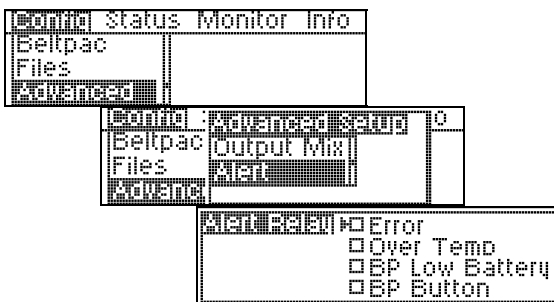 Config Status Monitor Info
Beltpac
Files
Advanced
Config : Advanced Setup o
Beltpac Output Mix
Files Alert
Advanc
Alert Relay Error
Over Temp
BP Low Battery
BP Button